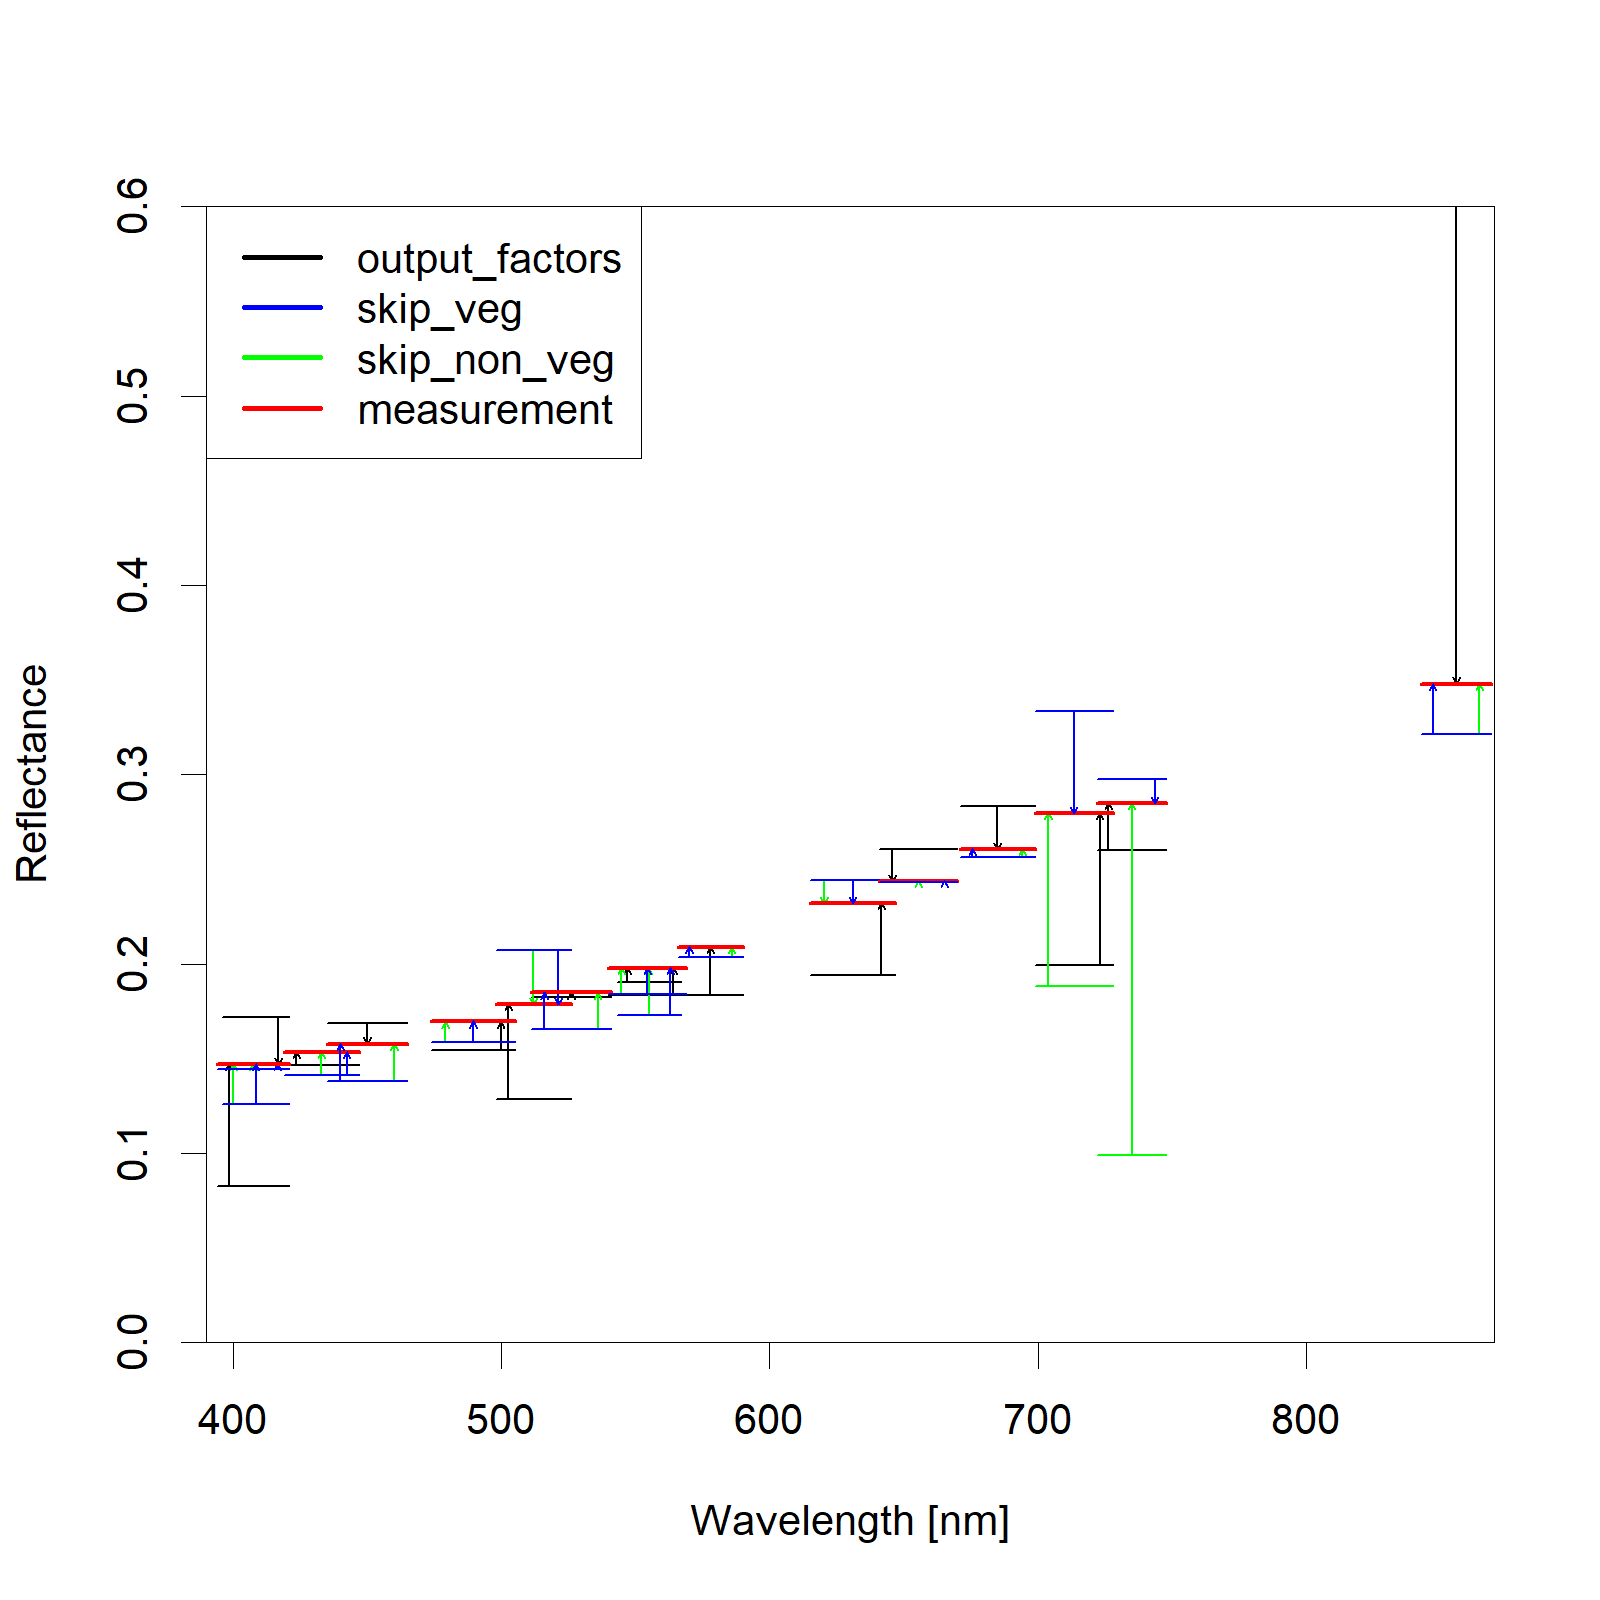 output_factors
skip_veg
skip_non_veg
measurement
0.6
0.5
0.4
0.3
0.2
0.1
0.0
Reflectance
400 500 600 700 800
Wavelength [nm]